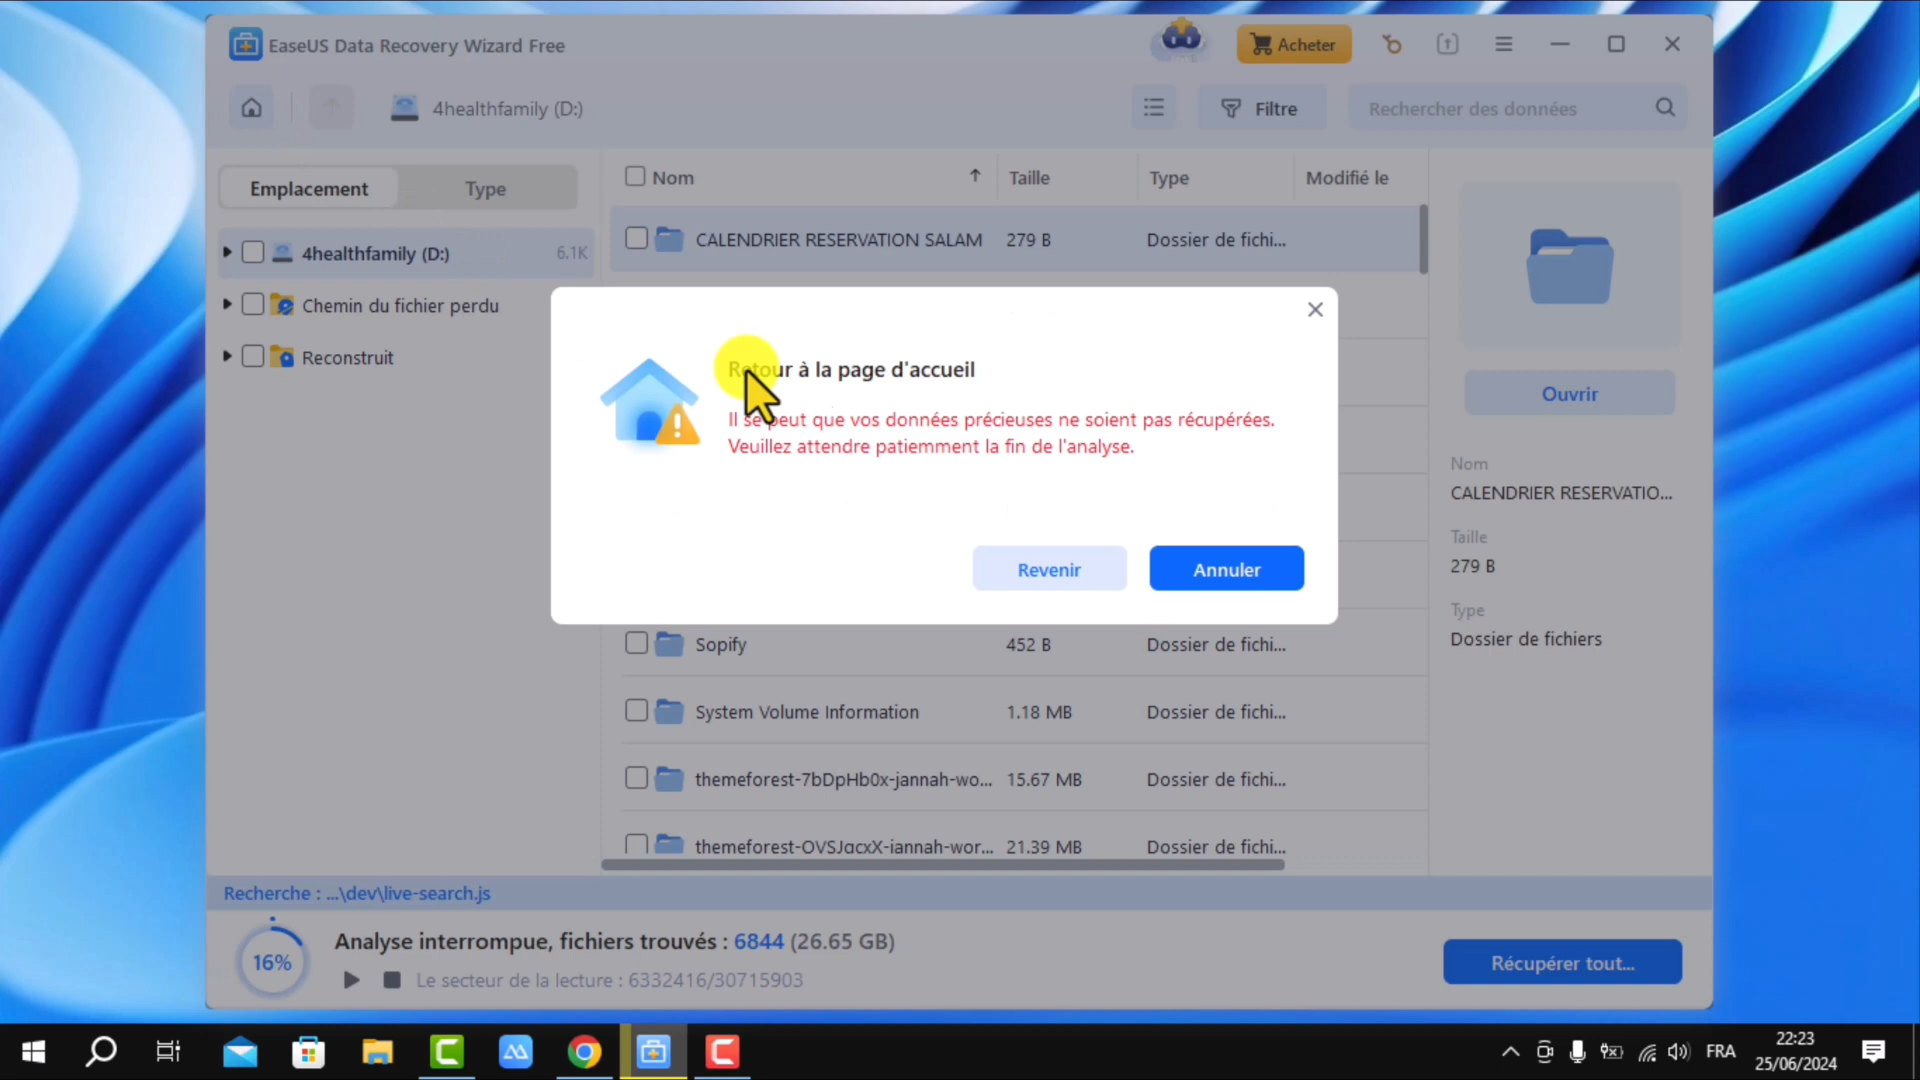 EaseUS Data Recovery Wizard Free
Acheter
4healthfamily (D:)
Filtre
Rechercher des données
Emplacement
Type
Nom
Taille
Type
Modifié le
4healthfamily (D:)
6.1K
Chemin du fichier perdu
Reconstruit
CALENDRIER RESERVATION SALAM
279 B
Dossier de fichi...
Retour à la page d'accueil
Il se peut que vos données précieuses ne soient pas récupérées.
Veuillez attendre patiemment la fin de l'analyse.
Revenir
Annuler
Sopify
452 B
Dossier de fichi...
System Volume Information
1.18 MB
Dossier de fichi...
themeforest-7bDpHb0x-jannah-wo...
15.67 MB
Dossier de fichi...
themeforest-OVSJgcxX-jannah-wor...
21.39 MB
Dossier de fichi...
Ouvrir
Nom
CALENDRIER RESERVATIO...
Taille
279 B
Type
Dossier de fichiers
Recherche : ...\dev\live-search.js
16%
Analyse interrompue, fichiers trouvés : 6844 (26.65 GB)
Le secteur de la lecture : 6332416/30715903
Récupérer tout...
FRA
22:23
25/06/2024